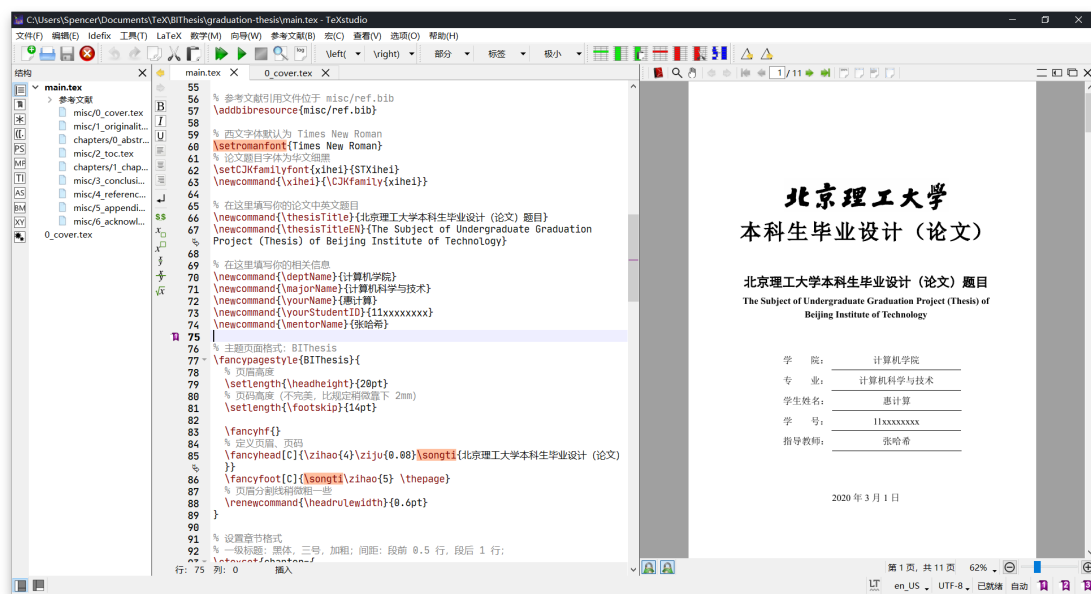 C:\Users\Spencer\Documents\TeX\BIThesis\graduation-thesis\main.tex - TeXstudio
文件(F) 编辑(E) Idefix 工具(T) LaTeX 数学(M) 向导(W) 参考文献(B) 宏(C) 查看(V) 选项(O) 帮助(H)
\left( \right) 部分 标签 极小
结构
main.tex
参考文献
misc/0_cover.tex
misc/1_originalit...
chapters/0_abstr...
misc/2_toc.tex
chapters/1_chap...
misc/3_conclusi...
misc/4_referenc...
misc/5_appendi...
misc/6_acknowl...
0_cover.tex
main.tex 0_cover.tex
55
56 % 参考文献引用文件位于 misc/ref.bib
57 \addbibresource{misc/ref.bib}
58
59 % 西文字体默认为 Times New Roman
60 \setromanfont{Times New Roman}
61 % 论文题目字体为华文细黑
62 \setCJKfamilyfont{xihei}{STXihei}
63 \newcommand{\xihei}{\CJKfamily{xihei}}
64
65 % 在这里填写你的论文中英文题目
66 \newcommand{\thesisTitle}{北京理工大学本科生毕业设计（论文）题目}
67 \newcommand{\thesisTitleEN}{The Subject of Undergraduate Graduation
Project (Thesis) of Beijing Institute of Technology}
68
69 % 在这里填写你的相关信息
70 \newcommand{\deptName}{计算机学院}
71 \newcommand{\majorName}{计算机科学与技术}
72 \newcommand{\yourName}{惠计算}
73 \newcommand{\yourStudentID}{11xxxxxxxx}
74 \newcommand{\mentorName}{张哈希}
75
76 % 主题页面格式：BIThesis
77 \fancypagestyle{BIThesis}{
78 % 页眉高度
79 \setlength{\headheight}{20pt}
80 % 页码高度（不完美，比规定稍微靠下 2mm）
81 \setlength{\footskip}{14pt}
82
83 \fancyhf{}
84 % 定义页眉、页码
85 \fancyhead[C]{\zihao{4}\ziju{0.08}\songti{北京理工大学本科生毕业设计（论文）
}}
86 \fancyfoot[C]{\songti\zihao{5} \thepage}
87 % 页眉分割线稍微粗一些
88 \renewcommand{\headrulewidth}{0.6pt}
89 }
90
91 % 设置章节格式
92 % 一级标题：黑体，三号，加粗；间距：段前 0.5 行，段后 1 行；
行: 75 列: 0 插入
1 / 11
北京理工大学
本科生毕业设计（论文）
北京理工大学本科生毕业设计（论文）题目
The Subject of Undergraduate Graduation Project (Thesis) of
Beijing Institute of Technology
学 院： 计算机学院
专 业： 计算机科学与技术
学生姓名： 惠计算
学 号： 11xxxxxxxx
指导教师： 张哈希
2020 年 3 月 1 日
第 1 页，共 11 页 62%
LT en_US UTF-8 已就绪 自动